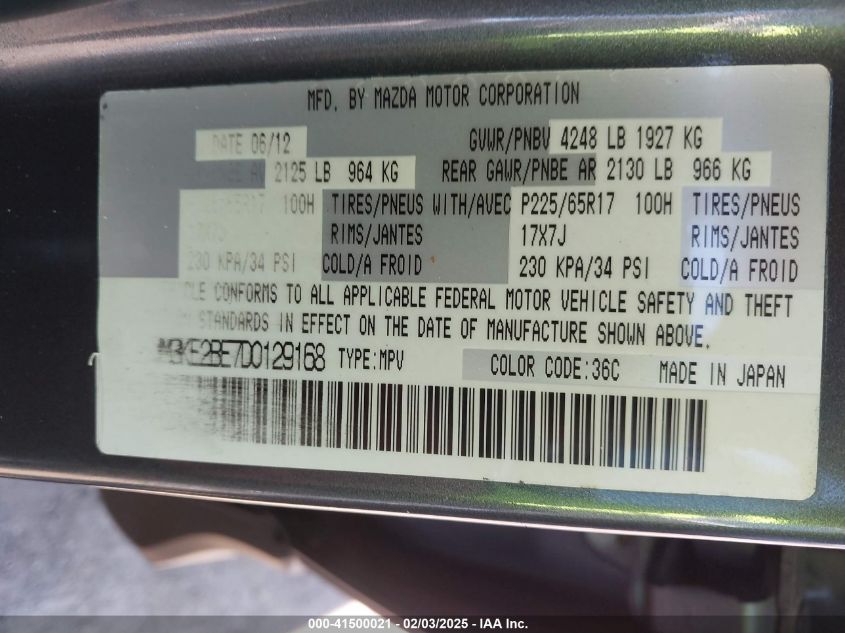 MFD. BY MAZDA MOTOR CORPORATION
DATE 06/12 GVWR/PNBV 4248 LB 1927 KG
2125 LB 964 KG REAR GAWR/PNBE AR 2130 LB 966 KG
100H TIRES/PNEUS WITH/AVEC P225/65R17 100H TIRES/PNEUS
17X7J RIMS/JANTES 17X7J RIMS/JANTES
230 KPA/34 PSI COLD/A FROID 230 KPA/34 PSI COLD/A FROID
CONFORMS TO ALL APPLICABLE FEDERAL MOTOR VEHICLE SAFETY AND THEFT
STANDARDS IN EFFECT ON THE DATE OF MANUFACTURE SHOWN ABOVE.
TYPE:MPV COLOR CODE:36C MADE IN JAPAN
000-41500021 - 02/03/2025 - IAA Inc.